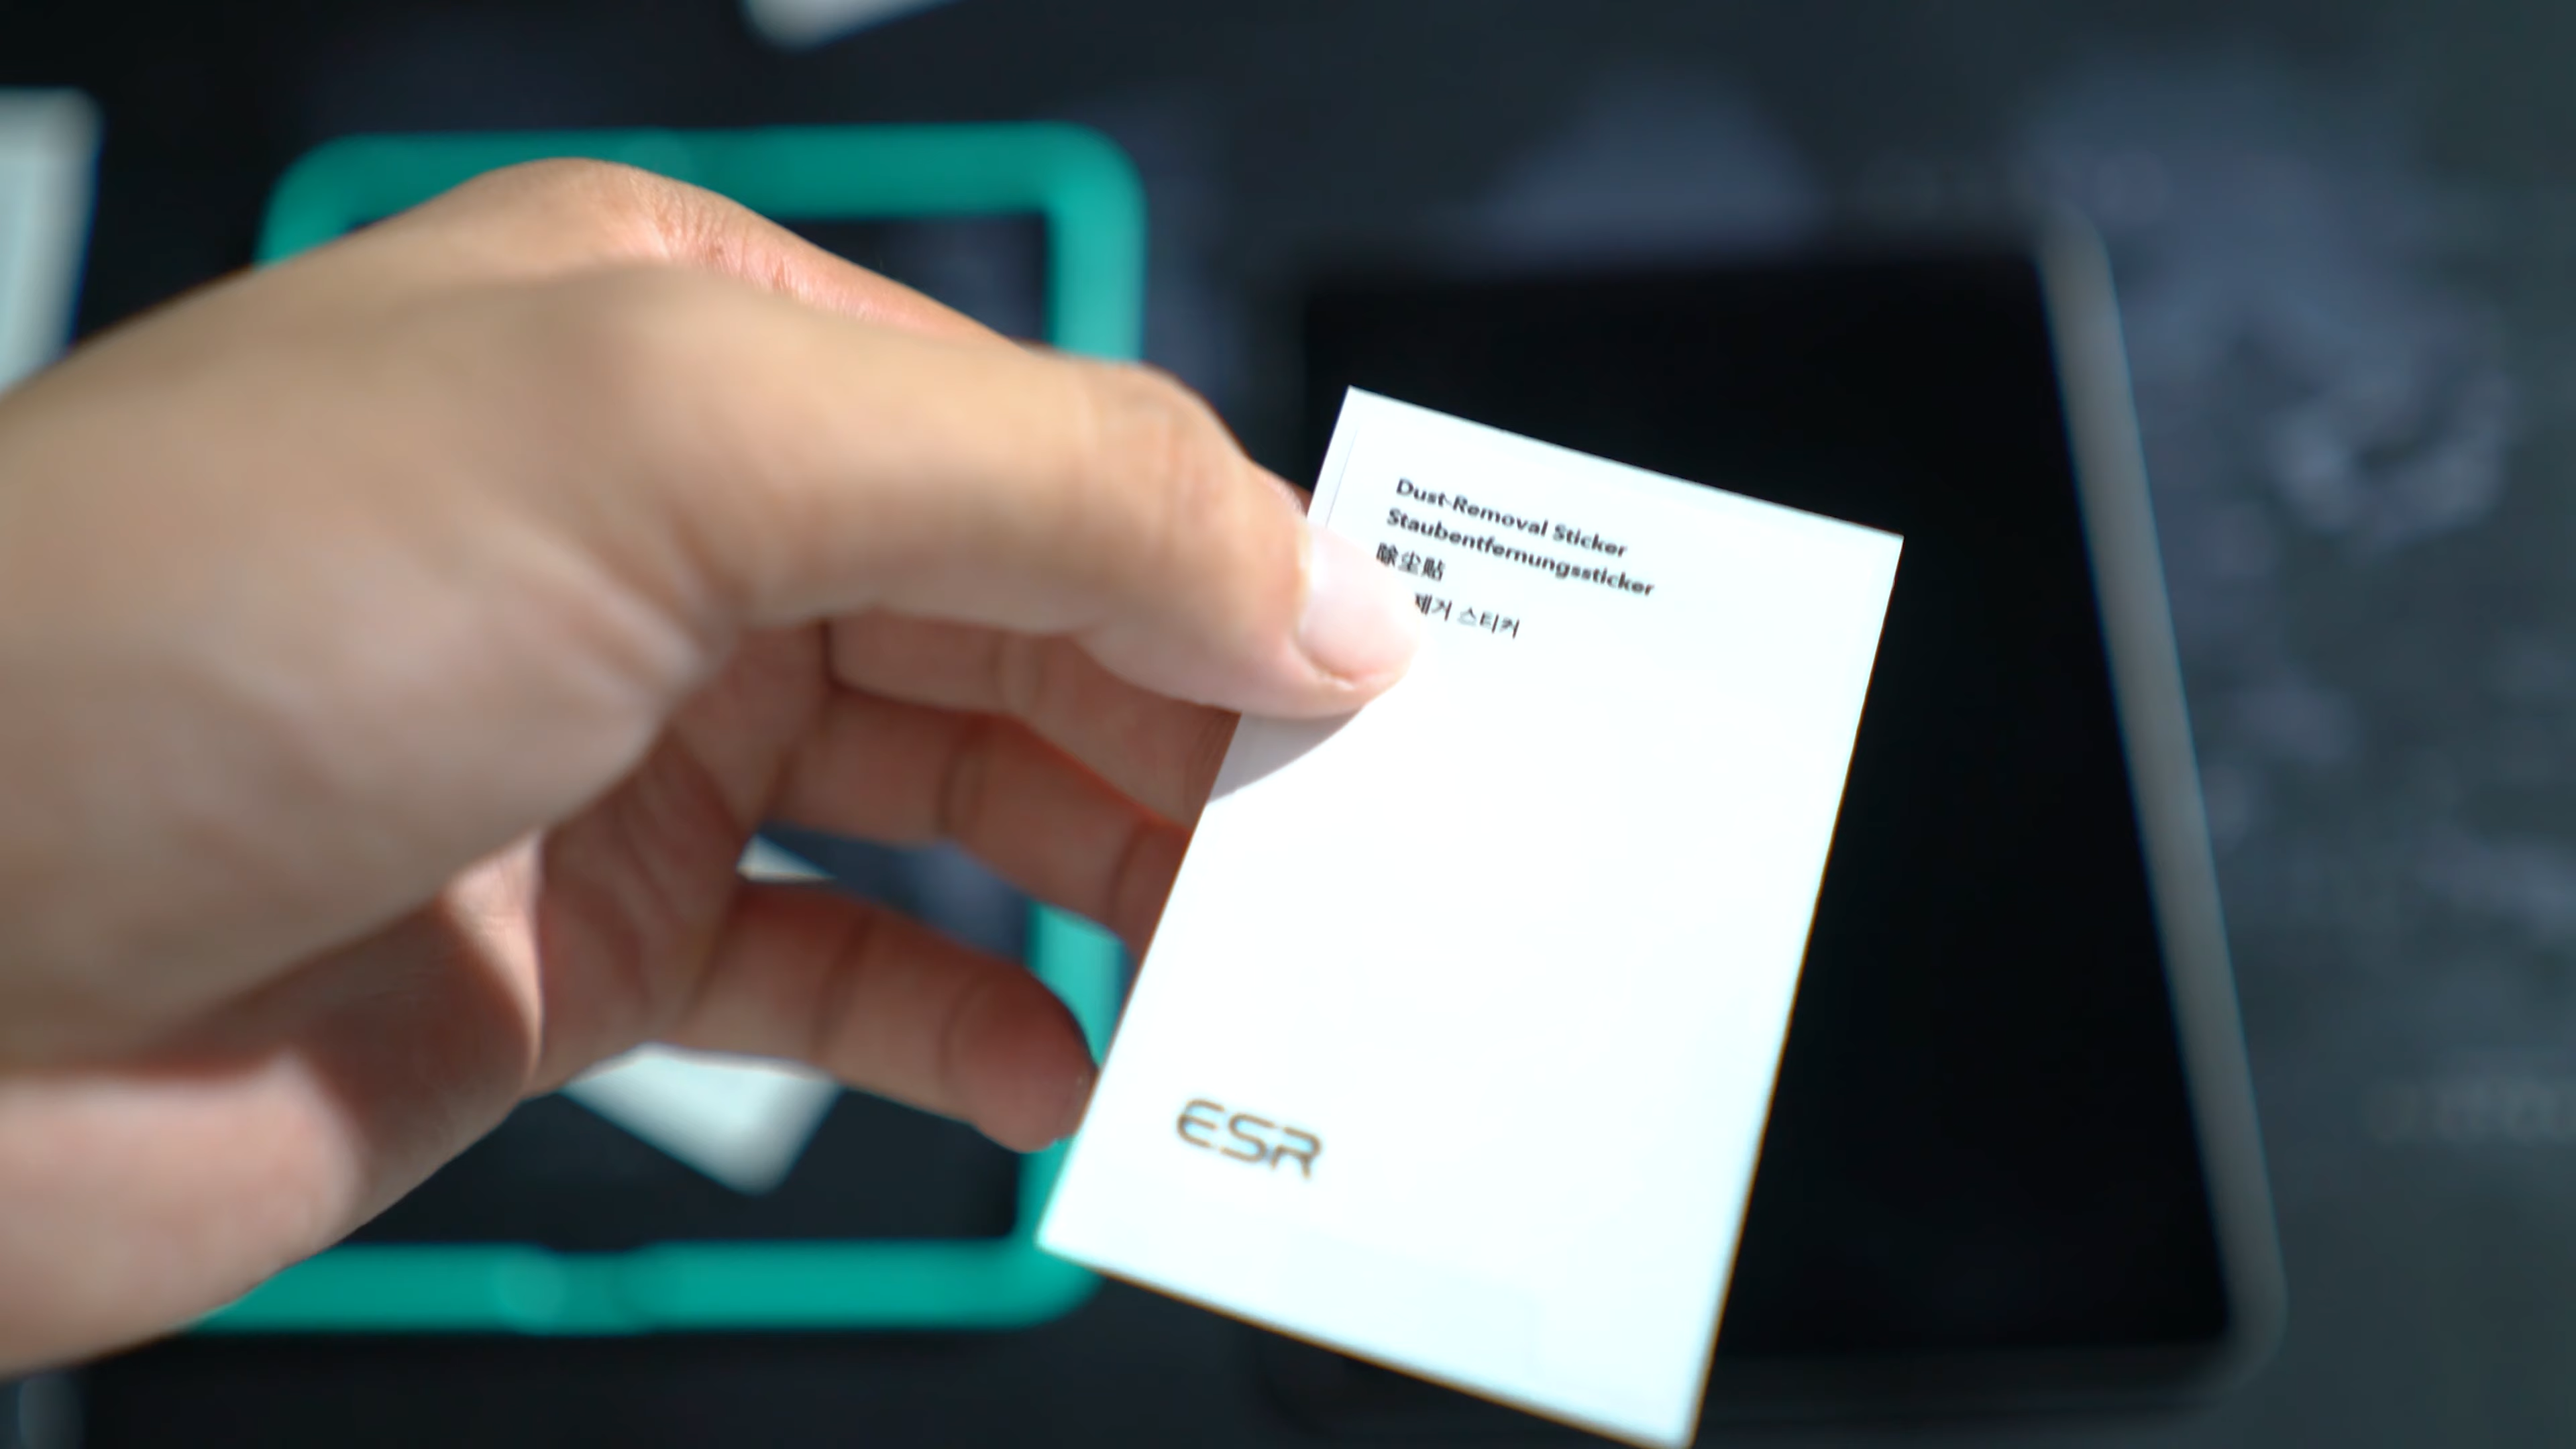 Dust-Removal Sticker
Staubentfernungssticker
除尘贴
제거 스티커
ESR